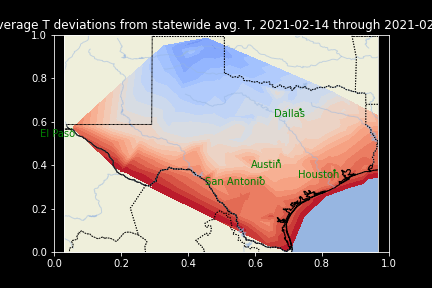 verage T deviations from statewide avg. T, 2021-02-14 through 2021-02
1.0
0.8
0.6
0.4
0.2
0.0
El Paso
Dallas
Austin
San Antonio
Houston
0.0 0.2 0.4 0.6 0.8 1.0